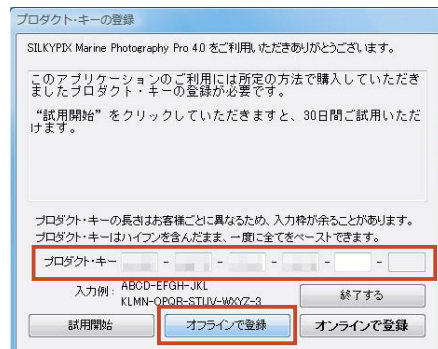 プロダクト・キーの登録
SILKYPIX Marine Photography Pro 4.0 をご利用いただきありがとうございます。
このアプリケーションのご利用には所定の方法で購入していただき
ましたプロダクト・キーの登録が必要です。
“試用開始”をクリックしていただきますと、30日間ご試用いただ
けます。
プロダクト・キーの長さはお客様ごとに異なるため、入力枠が余ることがあります。
プロダクト・キーはハイフンを含んだまま、一度に全てをペーストできます。
プロダクト・キー - - - - -
入力例 : ABCD-EFGH-JKL
KLMN-OPQR-STUV-WXYZ-3
終了する
試用開始 オフラインで登録 オンラインで登録